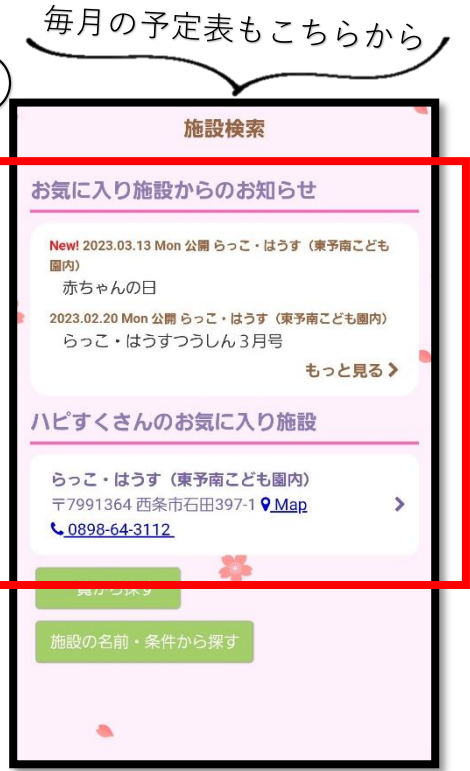 毎月の予定表もこちらから
施設検索
お気に入り施設からのお知らせ
New! 2023.03.13 Mon 公開 らっこ・はうす（東予南こども
園内）
赤ちゃんの日
2023.02.20 Mon 公開 らっこ・はうす（東予南こども園内）
らっこ・はうすつうしん３月号
もっと見る
ハピすくさんのお気に入り施設
らっこ・はうす（東予南こども園内）
〒7991364 西条市石田397-1 Map
0898-64-3112
覧から探す
施設の名前・条件から探す